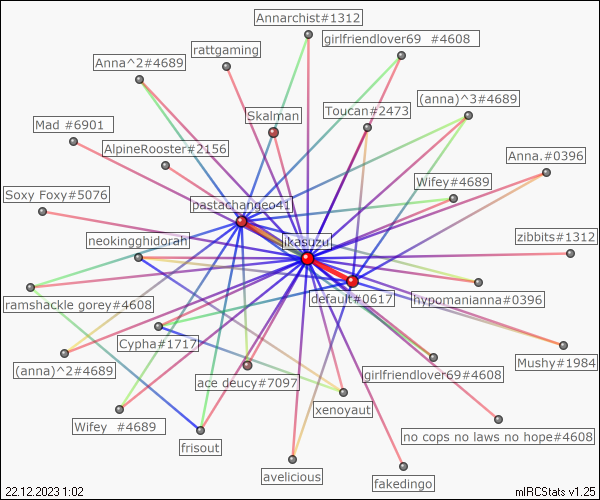 Annarchist#1312
girlfriendlover69 #4608
rattgaming
Anna^2#4689
(anna)^3#4689
Skalman
Toucan#2473
Mad #6901
AlpineRooster#2156
Anna.#0396
Wifey#4689
Soxy Foxy#5076
pastachangeo41
zibbits#1312
neokingghidorah
ikasuzu
default#0617
hypomanianna#0396
ramshackle gorey#4608
Cypha#1717
Mushy#1984
(anna)^2#4689
girlfriendlover69#4608
ace deucy#7097
xenoyaut
Wifey #4689
no cops no laws no hope#4608
frisout
avelicious
fakedingo
22.12.2023 1:02
mIRCStats v1.25